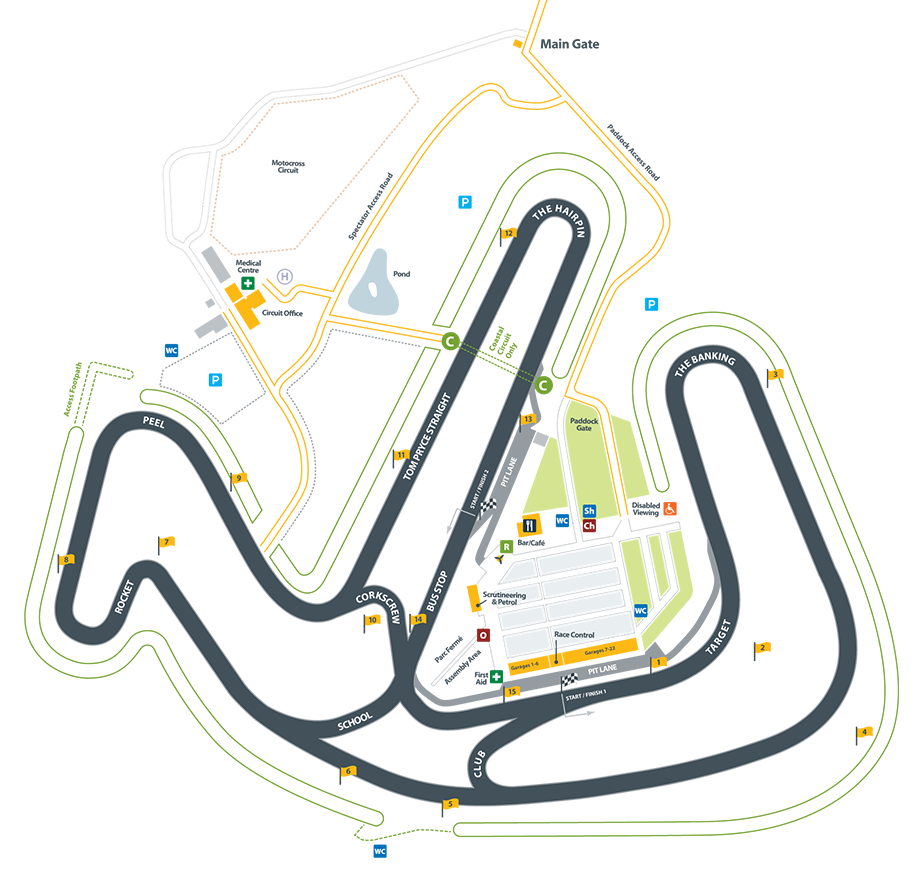 Main Gate
Paddock Access Road
Motocross
Circuit
Spectator Access Road
P
THE HAIRPIN
12
Medical
Centre
H
Pond
Circuit Office
P
C
Coastal
Circuit
Only
C
WC
P
Access Footpath
THE BANKING
3
PEEL
TOM PRYCE STRAIGHT
13
Paddock
Gate
11
9
PIT LANE
START / FINISH 2
Disabled
Viewing
Sh
WC
Ch
Bar/Café
R
7
8
ROCKET
CORKSCREW
BUS STOP
Scrutineering
& Petrol
WC
10
14
O
Race Control
Parc Fermé
Assembly Area
Garages 1-6
Garages 7-22
TARGET
2
1
PIT LANE
First
Aid
15
START / FINISH 1
SCHOOL
4
CLUB
6
5
WC